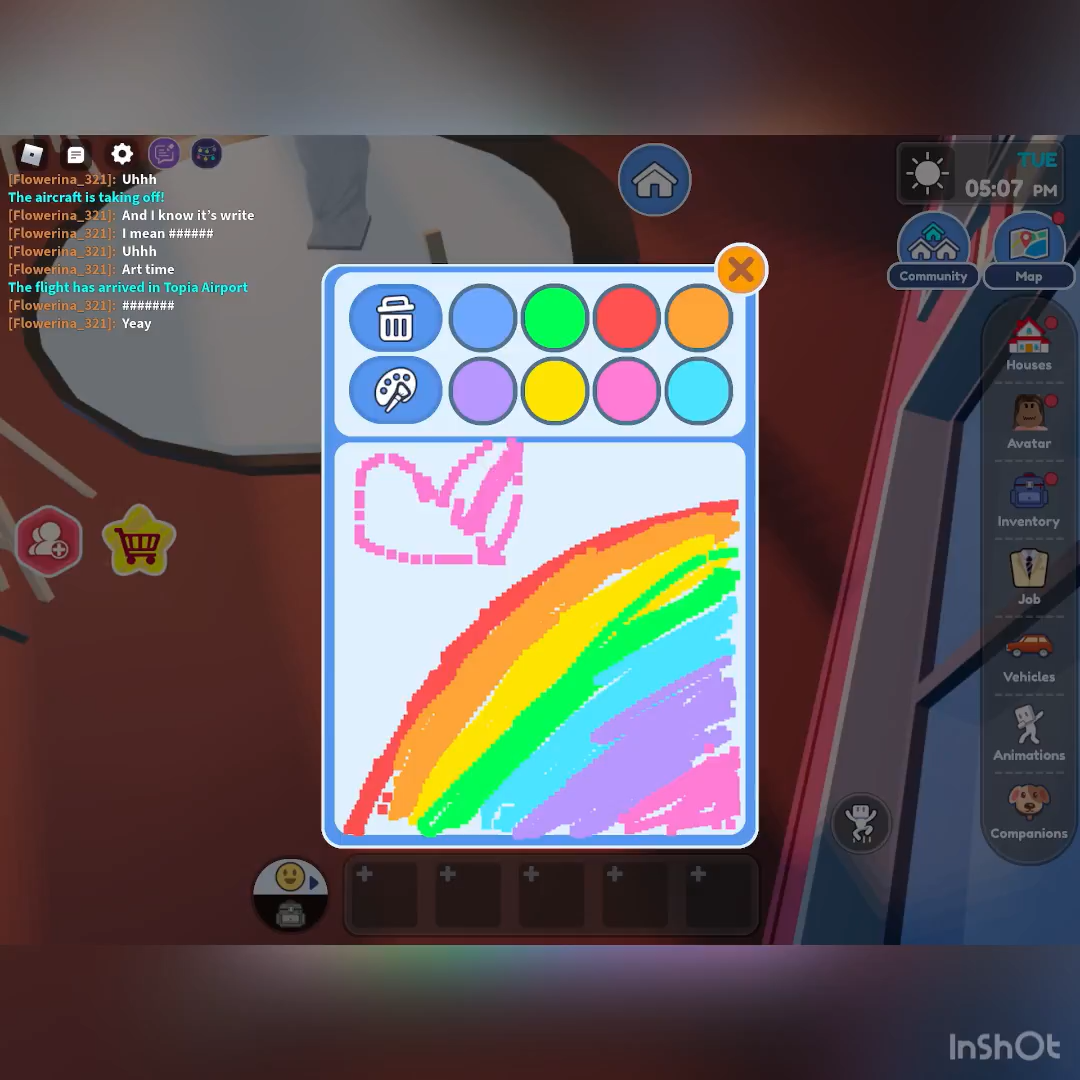 [Flowerina_321]: Uhhh
The aircraft is taking off!
[Flowerina_321]: And I know it's write
[Flowerina_321]: I mean ######
[Flowerina_321]: Uhhh
[Flowerina_321]: Art time
The flight has arrived in Topia Airport
[Flowerina_321]: #######
[Flowerina_321]: Yeay
TUE
05:07 PM
Community
Map
Houses
Avatar
Inventory
Job
Vehicles
Animations
Companions
InShOt